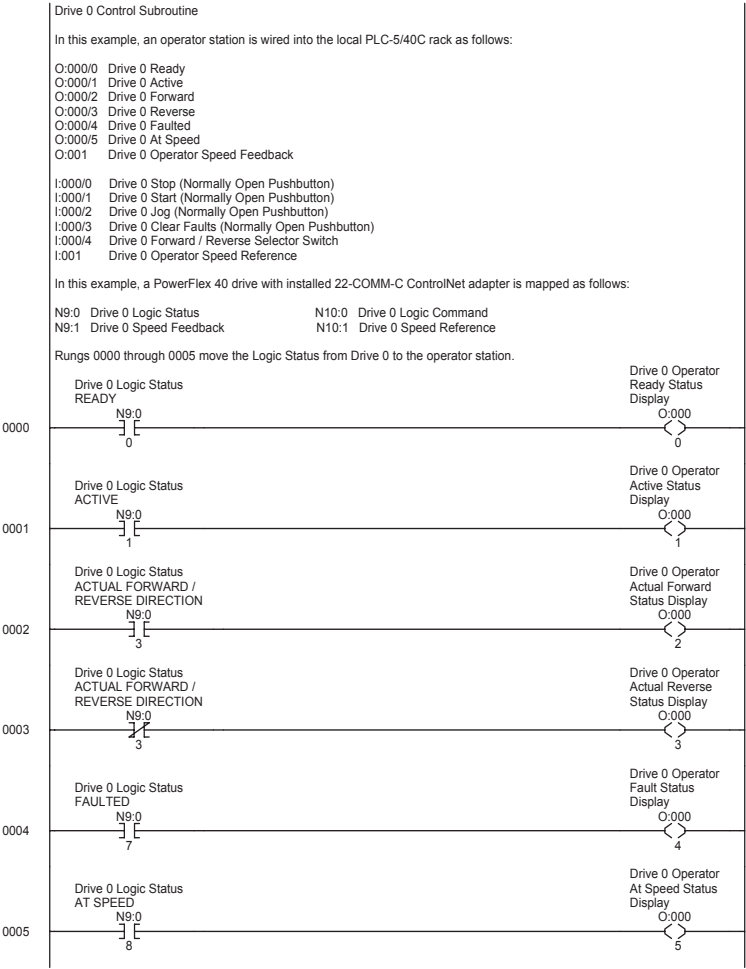 Drive 0 Control Subroutine
In this example, an operator station is wired into the local PLC-5/40C rack as follows:
O:000/0 Drive 0 Ready
O:000/1 Drive 0 Active
O:000/2 Drive 0 Forward
O:000/3 Drive 0 Reverse
O:000/4 Drive 0 Faulted
O:000/5 Drive 0 At Speed
O:001 Drive 0 Operator Speed Feedback
I:000/0 Drive 0 Stop (Normally Open Pushbutton)
I:000/1 Drive 0 Start (Normally Open Pushbutton)
I:000/2 Drive 0 Jog (Normally Open Pushbutton)
I:000/3 Drive 0 Clear Faults (Normally Open Pushbutton)
I:000/4 Drive 0 Forward / Reverse Selector Switch
I:001 Drive 0 Operator Speed Reference
In this example, a PowerFlex 40 drive with installed 22-COMM-C ControlNet adapter is mapped as follows:
N9:0 Drive 0 Logic Status N10:0 Drive 0 Logic Command
N9:1 Drive 0 Speed Feedback N10:1 Drive 0 Speed Reference
Rungs 0000 through 0005 move the Logic Status from Drive 0 to the operator station.
Drive 0 Logic Status
READY
N9:0
0
Drive 0 Operator
Ready Status
Display
O:000
0
0000
Drive 0 Logic Status
ACTIVE
N9:0
1
Drive 0 Operator
Active Status
Display
O:000
1
0001
Drive 0 Logic Status
ACTUAL FORWARD /
REVERSE DIRECTION
N9:0
3
Drive 0 Operator
Actual Forward
Status Display
O:000
2
0002
Drive 0 Logic Status
ACTUAL FORWARD /
REVERSE DIRECTION
N9:0
3
Drive 0 Operator
Actual Reverse
Status Display
O:000
3
0003
Drive 0 Logic Status
FAULTED
N9:0
7
Drive 0 Operator
Fault Status
Display
O:000
4
0004
Drive 0 Logic Status
AT SPEED
N9:0
8
Drive 0 Operator
At Speed Status
Display
O:000
5
0005